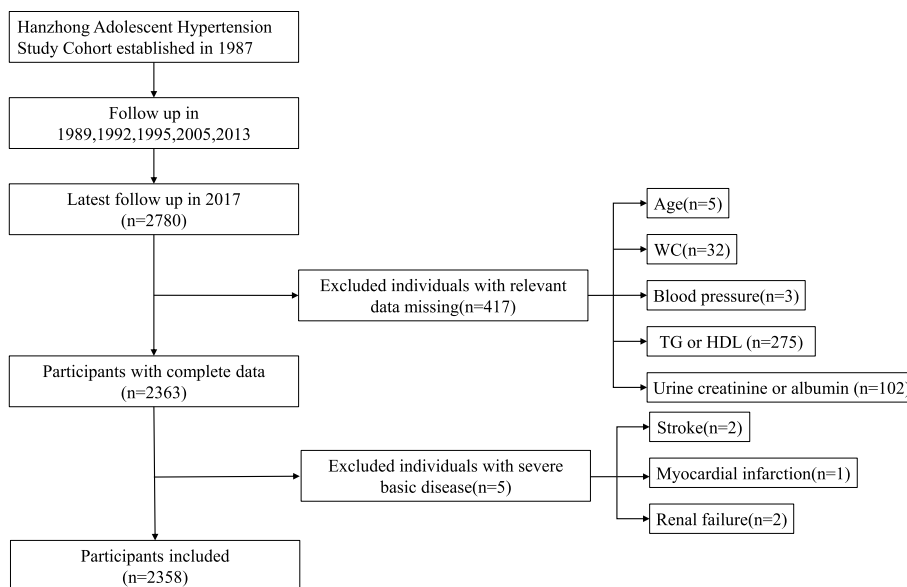 Hanzhong Adolescent Hypertension
Study Cohort established in 1987
Follow up in
1989,1992,1995,2005,2013
Latest follow up in 2017
(n=2780)
Excluded individuals with relevant
data missing(n=417)
Age(n=5)
WC(n=32)
Blood pressure(n=3)
TG or HDL (n=275)
Urine creatinine or albumin (n=102)
Participants with complete data
(n=2363)
Excluded individuals with severe
basic disease(n=5)
Stroke(n=2)
Myocardial infarction(n=1)
Renal failure(n=2)
Participants included
(n=2358)